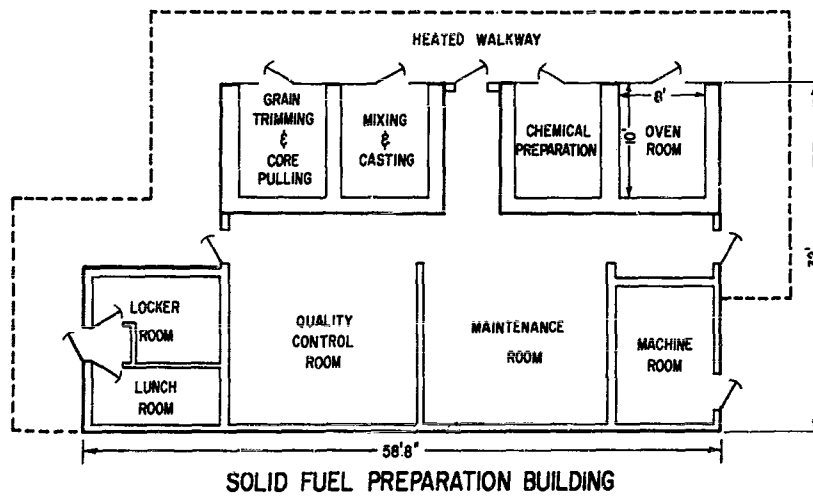 HEATED WALKWAY
GRAIN
TRIMMING
&
CORE
PULLING
MIXING
&
CASTING
CHEMICAL
PREPARATION
8'
10'
OVEN
ROOM
LOCKER
ROOM
LUNCH
ROOM
QUALITY
CONTROL
ROOM
MAINTENANCE
ROOM
MACHINE
ROOM
58'8"
SOLID FUEL PREPARATION BUILDING